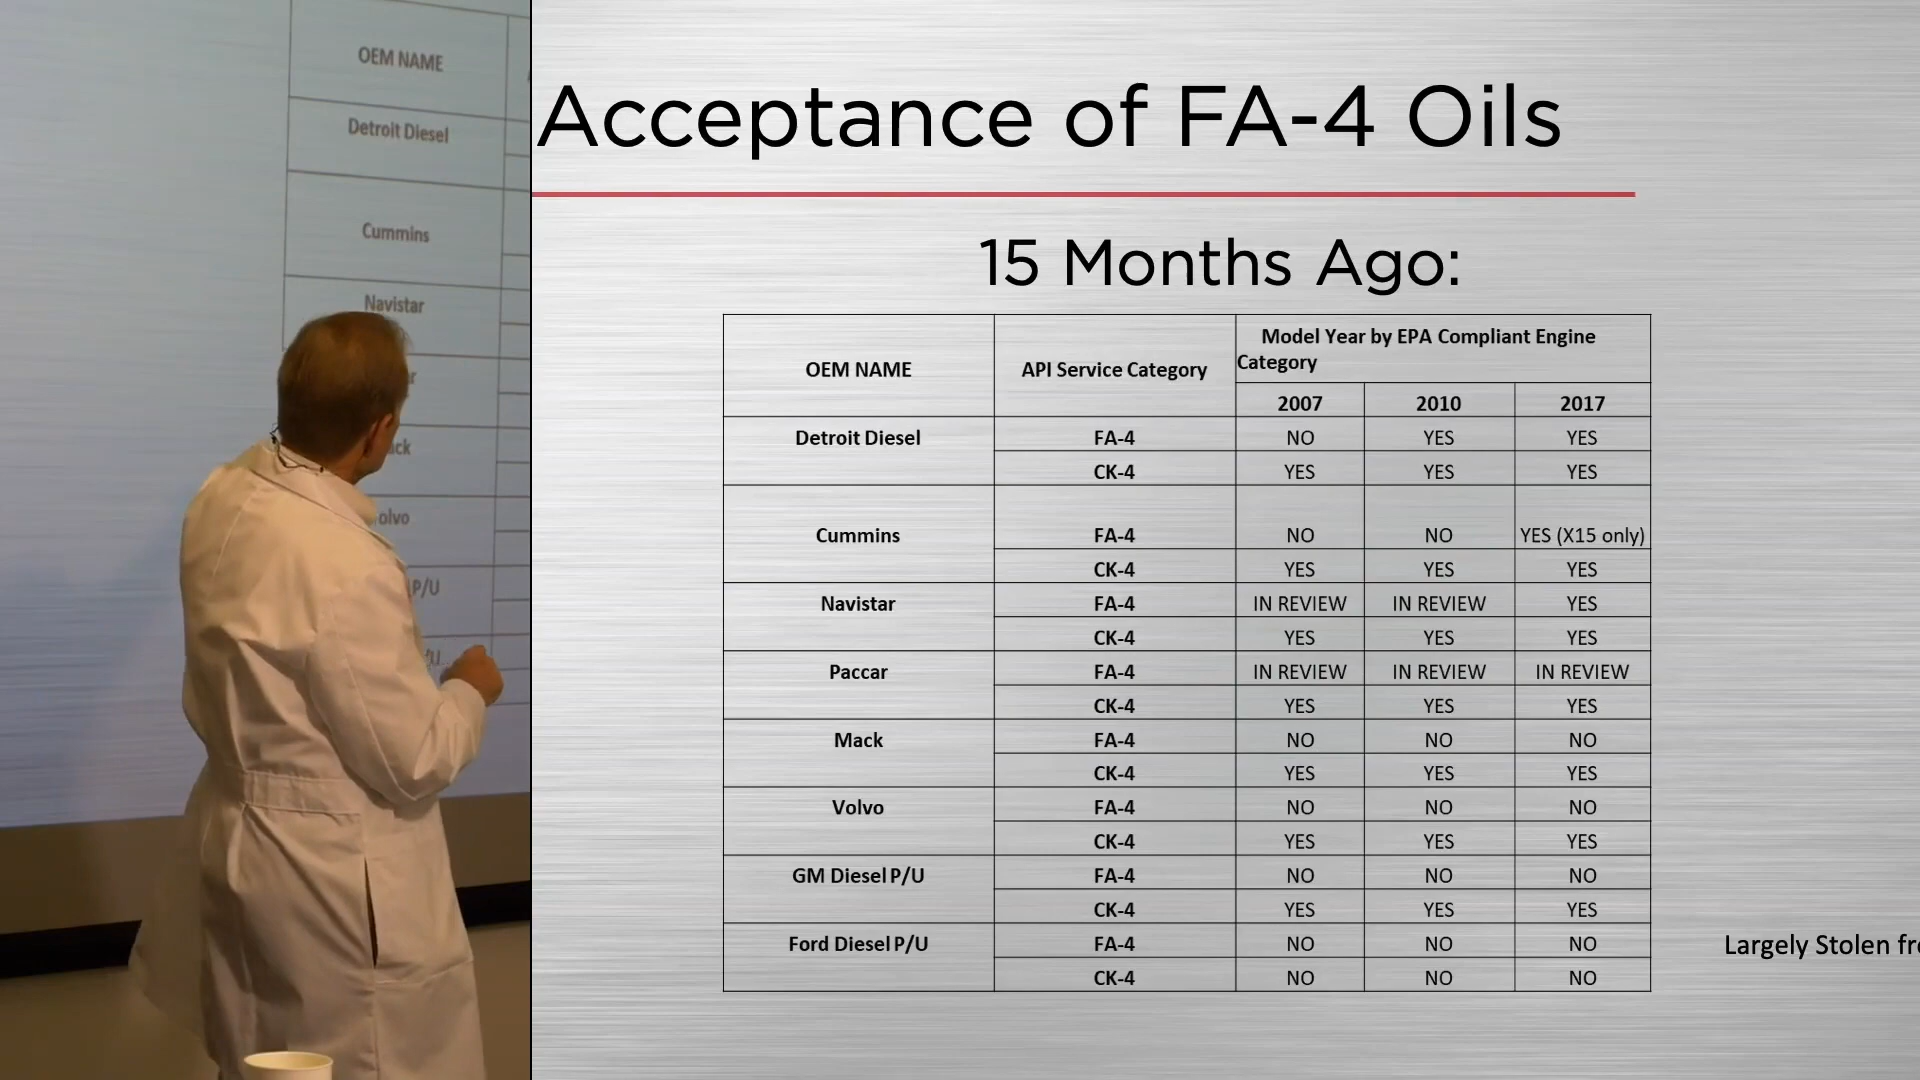 OEM NAME
Detroit Diesel
Cummins
Navistar
P/U
Acceptance of FA-4 Oils
15 Months Ago:
OEM NAME API Service Category Model Year by EPA Compliant Engine
Category
2007 2010 2017
Detroit Diesel FA-4 NO YES YES
CK-4 YES YES YES
Cummins FA-4 NO NO YES (X15 only)
CK-4 YES YES YES
Navistar FA-4 IN REVIEW IN REVIEW YES
CK-4 YES YES YES
Paccar FA-4 IN REVIEW IN REVIEW IN REVIEW
CK-4 YES YES YES
Mack FA-4 NO NO NO
CK-4 YES YES YES
Volvo FA-4 NO NO NO
CK-4 YES YES YES
GM Diesel P/U FA-4 NO NO NO
CK-4 YES YES YES
Ford Diesel P/U FA-4 NO NO NO
CK-4 NO NO NO
Largely Stolen